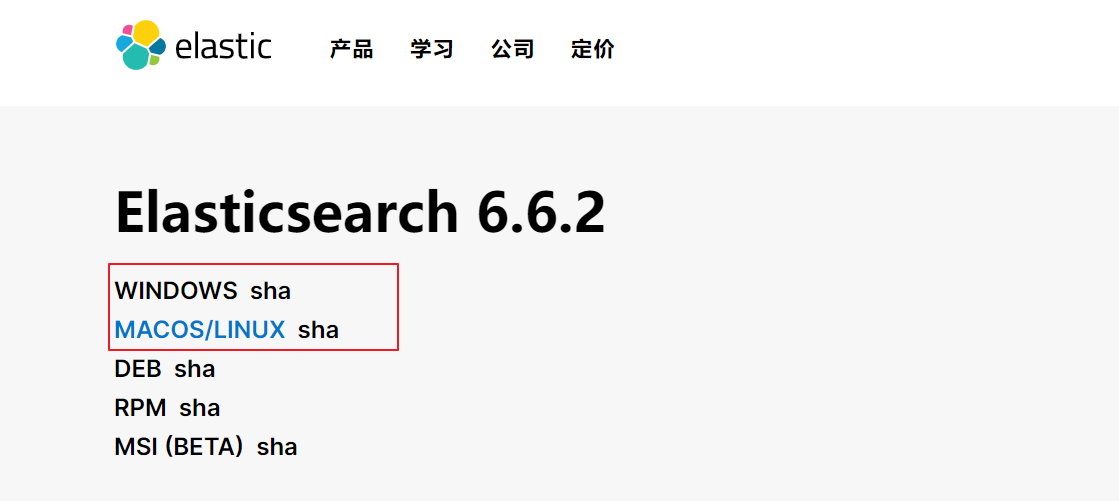 elastic 产品 学习 公司 定价
Elasticsearch 6.6.2
WINDOWS sha
MACOS/LINUX sha
DEB sha
RPM sha
MSI (BETA) sha